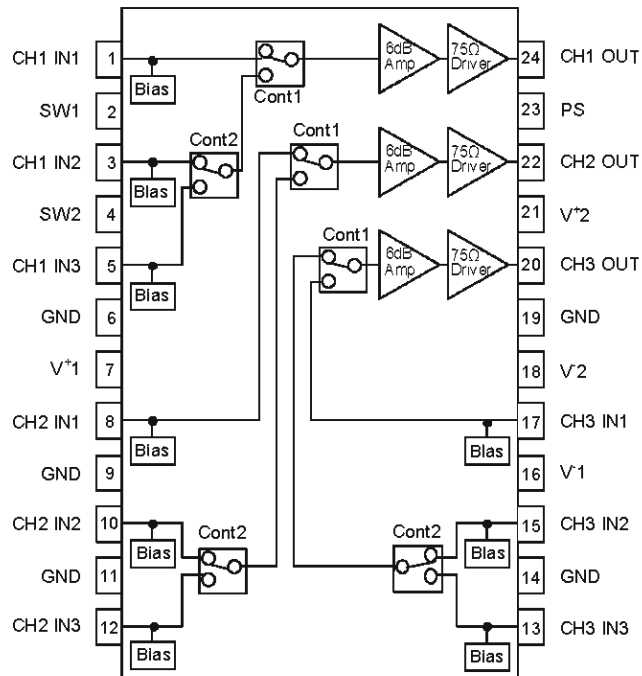 CH1 IN1 1 Bias Cont1 6dB Amp 75Ω Driver 24 CH1 OUT
SW1 2 23 PS
CH1 IN2 3 Bias Cont2 Cont1 6dB Amp 75Ω Driver 22 CH2 OUT
SW2 4 21 V+2
CH1 IN3 5 Bias Cont1 6dB Amp 75Ω Driver 20 CH3 OUT
GND 6 19 GND
V+1 7 18 V-2
CH2 IN1 8 Bias Bias 17 CH3 IN1
GND 9 16 V-1
CH2 IN2 10 Bias Cont2 Cont2 Bias 15 CH3 IN2
GND 11 14 GND
CH2 IN3 12 Bias Bias 13 CH3 IN3